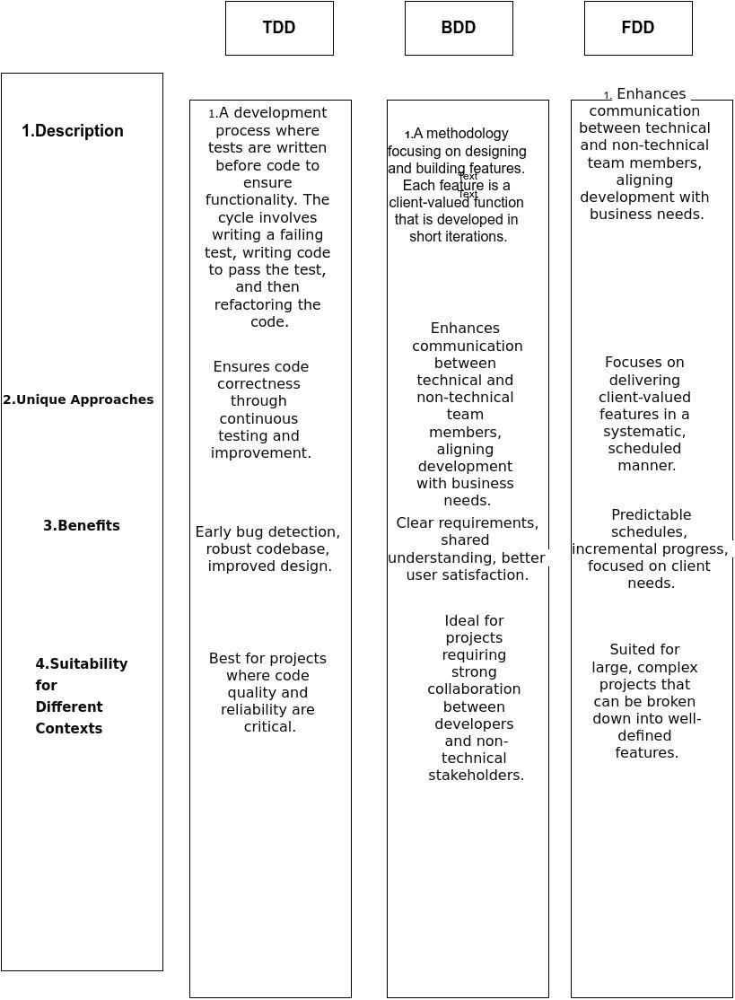 TDD
BDD
FDD
1.Description
1.A development
process where
tests are written
before code to
ensure
functionality. The
cycle involves
writing a failing
test, writing code
to pass the test,
and then
refactoring the
code.
1.A methodology
focusing on designing
and building features.
Text
Each feature is a
Text
client-valued function
that is developed in
short iterations.
1. Enhances
communication
between technical
and non-technical
team members,
aligning
development with
business needs.
2.Unique Approaches
Ensures code
correctness
through
continuous
testing and
improvement.
Enhances
communication
between
technical and
non-technical
team
members,
aligning
development
with business
needs.
Focuses on
delivering
client-valued
features in a
systematic,
scheduled
manner.
3.Benefits
Early bug detection,
robust codebase,
improved design.
Clear requirements,
shared
understanding, better
user satisfaction.
Predictable
schedules,
incremental progress,
focused on client
needs.
4.Suitability
for
Different
Contexts
Best for projects
where code
quality and
reliability are
critical.
Ideal for
projects
requiring
strong
collaboration
between
developers
and non-
technical
stakeholders.
Suited for
large, complex
projects that
can be broken
down into well-
defined
features.